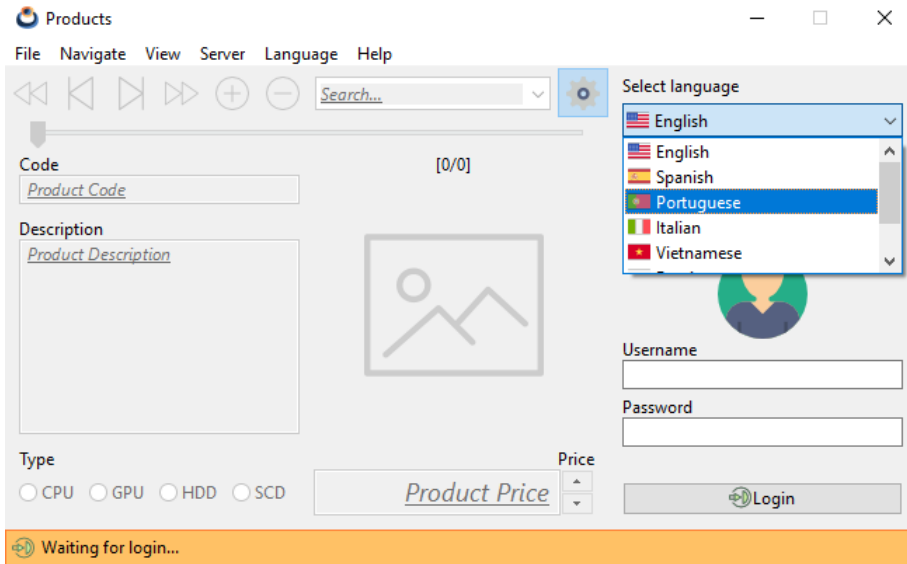 Products
File Navigate View Server Language Help
Search...
Select language
English
English
Spanish
Portuguese
Italian
Vietnamese
Code
[0/0]
Product Code
Description
Product Description
Username
Password
Type
Price
CPU GPU HDD SCD
Product Price
Login
Waiting for login...